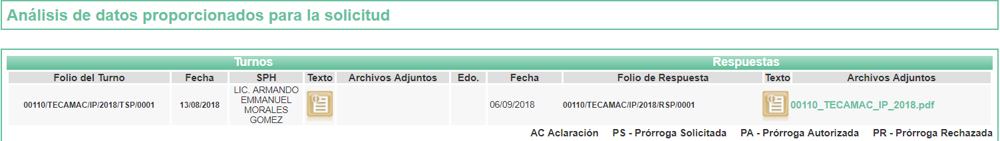 Análisis de datos proporcionados para la solicitud
Turnos Respuestas
Folio del Turno Fecha SPH Texto Archivos Adjuntos Edo. Fecha Folio de Respuesta Texto Archivos Adjuntos
00110/TECAMAC/IP/2018/TSP/0001 13/08/2018 LIC. ARMANDO
EMMANUEL
MORALES
GOMEZ
06/09/2018 00110/TECAMAC/IP/2018/RSP/0001 00110_TECAMAC_IP_2018.pdf
AC Aclaración PS - Prórroga Solicitada PA - Prórroga Autorizada PR - Prórroga Rechazada